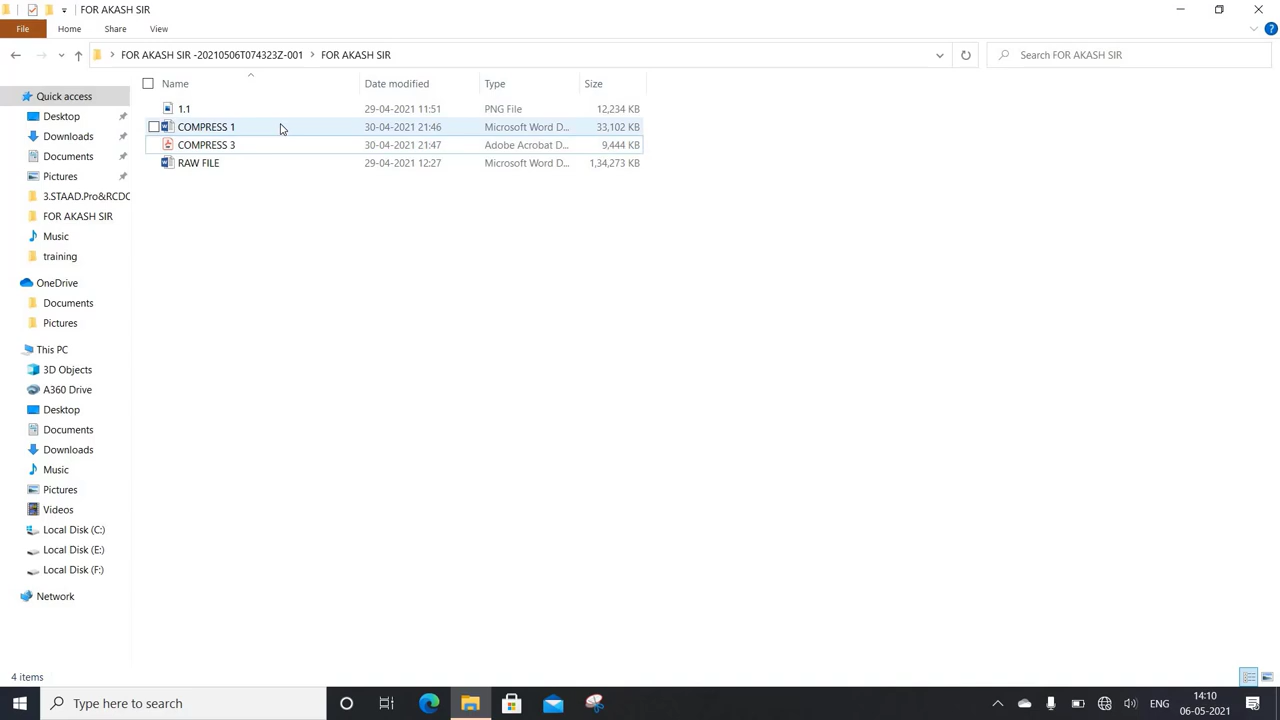 FOR AKASH SIR
File Home Share View
FOR AKASH SIR -20210506T074323Z-001 FOR AKASH SIR Search FOR AKASH SIR
Name Date modified Type Size
1.1 29-04-2021 11:51 PNG File 12,234 KB
COMPRESS 1 30-04-2021 21:46 Microsoft Word D... 33,102 KB
COMPRESS 3 30-04-2021 21:47 Adobe Acrobat D... 9,444 KB
RAW FILE 29-04-2021 12:27 Microsoft Word D... 1,34,273 KB
Quick access
Desktop
Downloads
Documents
Pictures
3.STAAD.Pro&RCDC
FOR AKASH SIR
Music
training
OneDrive
Documents
Pictures
This PC
3D Objects
A360 Drive
Desktop
Documents
Downloads
Music
Pictures
Videos
Local Disk (C:)
Local Disk (E:)
Local Disk (F:)
Network
4 items
Type here to search
ENG
14:10
06-05-2021